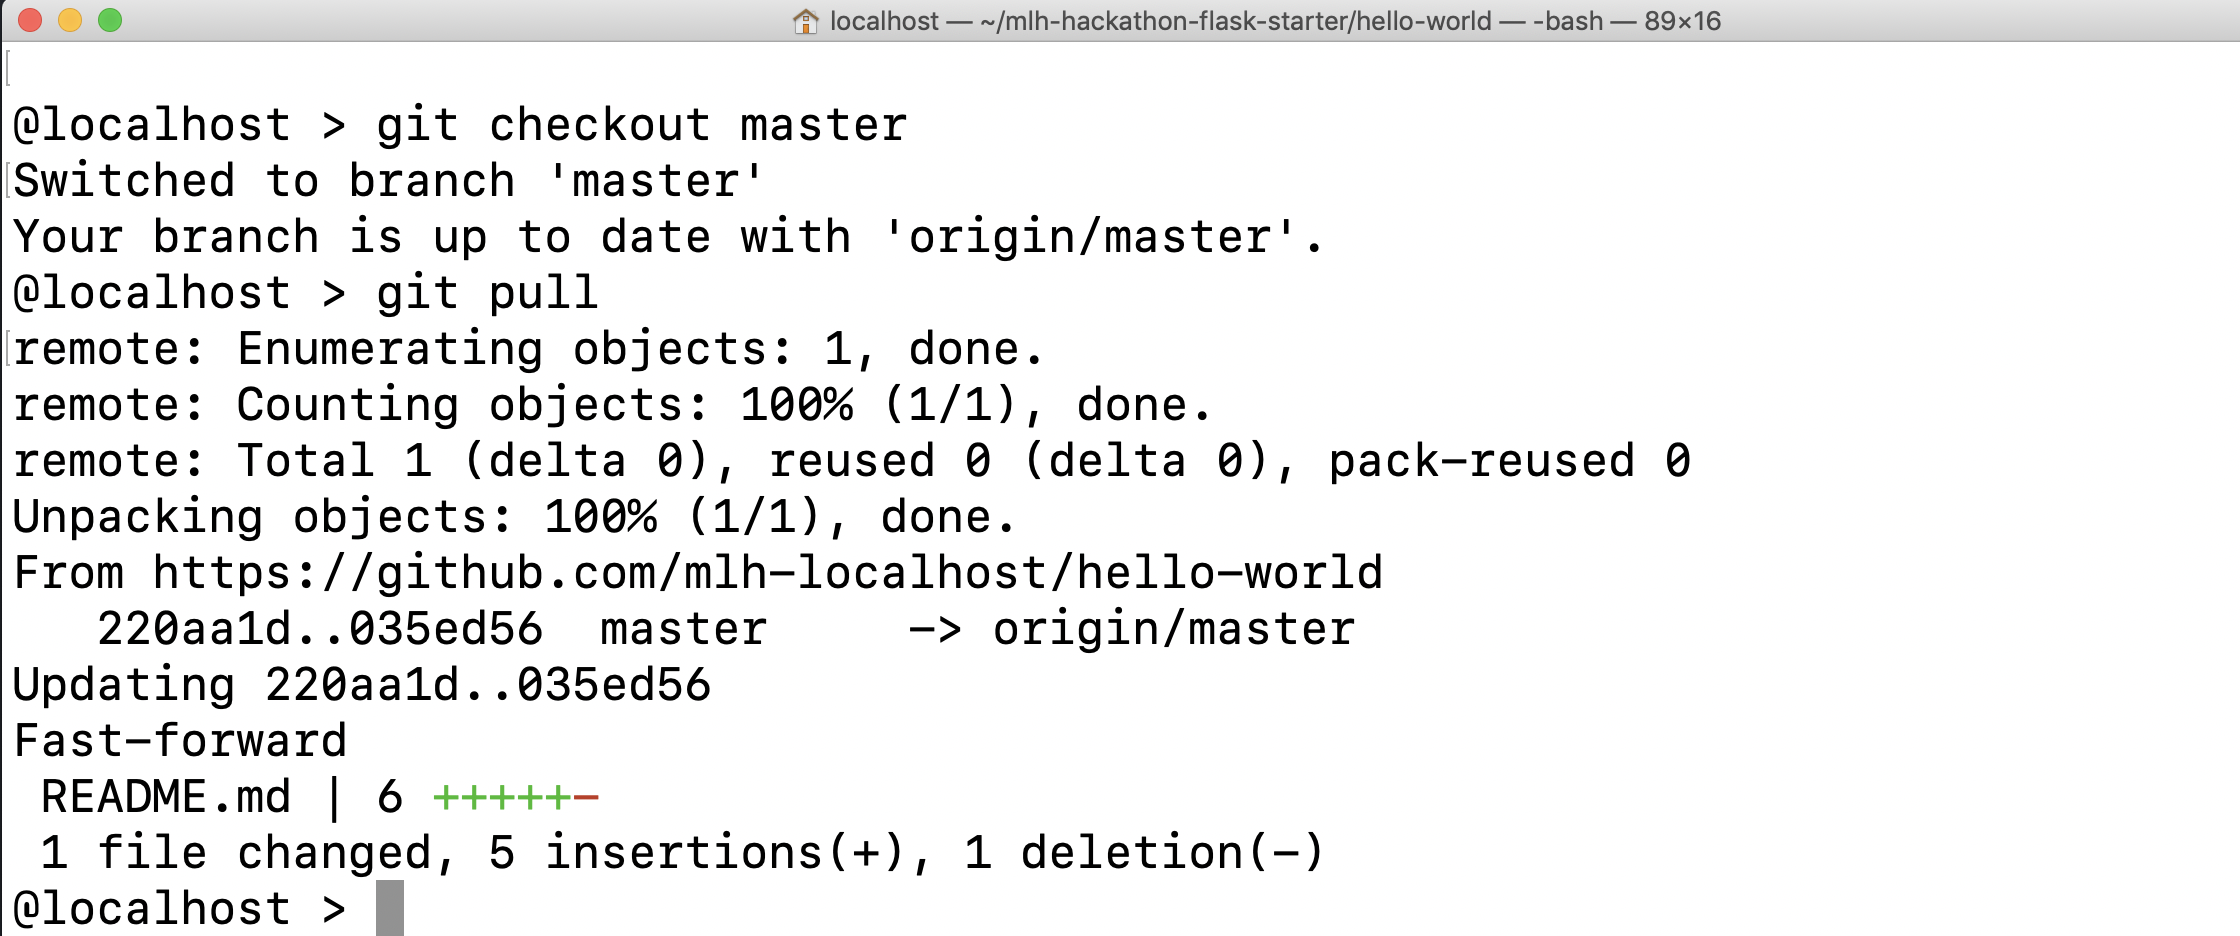 localhost — ~/mlh-hackathon-flask-starter/hello-world — -bash — 89×16
@localhost > git checkout master
Switched to branch 'master'
Your branch is up to date with 'origin/master'.
@localhost > git pull
remote: Enumerating objects: 1, done.
remote: Counting objects: 100% (1/1), done.
remote: Total 1 (delta 0), reused 0 (delta 0), pack-reused 0
Unpacking objects: 100% (1/1), done.
From https://github.com/mlh-localhost/hello-world
   220aa1d..035ed56  master     -> origin/master
Updating 220aa1d..035ed56
Fast-forward
 README.md | 6 +++++-
 1 file changed, 5 insertions(+), 1 deletion(-)
@localhost >